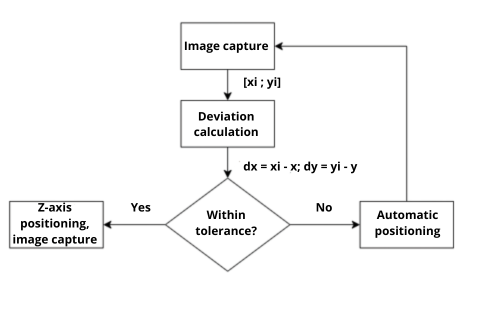 Image capture
[xi ; yi]
Deviation
calculation
dx = xi - x; dy = yi - y
Within
tolerance?
Yes
No
Z-axis
positioning,
image capture
Automatic
positioning